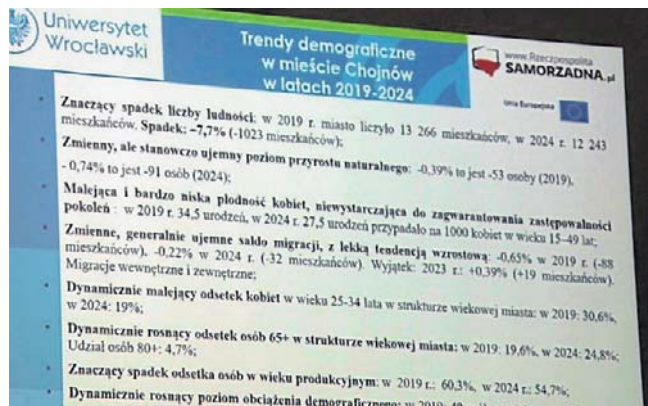 Uniwersytet
Wrocławski
Trendy demograficzne
w mieście Chojnów
w latach 2019-2024
www.Rzeczpospolita
SAMORZĄDNA.pl
Unia Europejska
Znaczący spadek liczby ludności: w 2019 r. miasto liczyło 13 266 mieszkańców, w 2024 r. 12 243
mieszkańców. Spadek: –7,7% (-1023 mieszkańców);
Zmienny, ale stanowczo ujemny poziom przyrostu naturalnego: -0,39% to jest -53 osoby (2019),
- 0,74% to jest -91 osób (2024);
Malejąca i bardzo niska płodność kobiet, niewystarczająca do zagwarantowania zastępowalności
pokoleń : w 2019 r. 34,5 urodzeń, w 2024 r. 27,5 urodzeń przypadało na 1000 kobiet w wieku 15–49 lat;
Zmienne, generalnie ujemne saldo migracji, z lekką tendencją wzrostową: -0,65% w 2019 r. (-88
mieszkańców), -0,22% w 2024 r. (-32 mieszkańców). Wyjątek: 2023 r.: +0,39% (+19 mieszkańców).
Migracje wewnętrzne i zewnętrzne;
Dynamicznie malejący odsetek kobiet w wieku 25-34 lata w strukturze wiekowej miasta: w 2019: 30,6%,
w 2024: 19%;
Dynamicznie rosnący odsetek osób 65+ w strukturze wiekowej miasta: w 2019: 19,6%, w 2024: 24,8%;
Udział osób 80+: 4,7%;
Znaczący spadek odsetka osób w wieku produkcyjnym: w 2019 r.: 60,3%, w 2024 r.: 54,7%;
Dynamicznie rosnący poziom obciążenia demograficznego: w 2019: